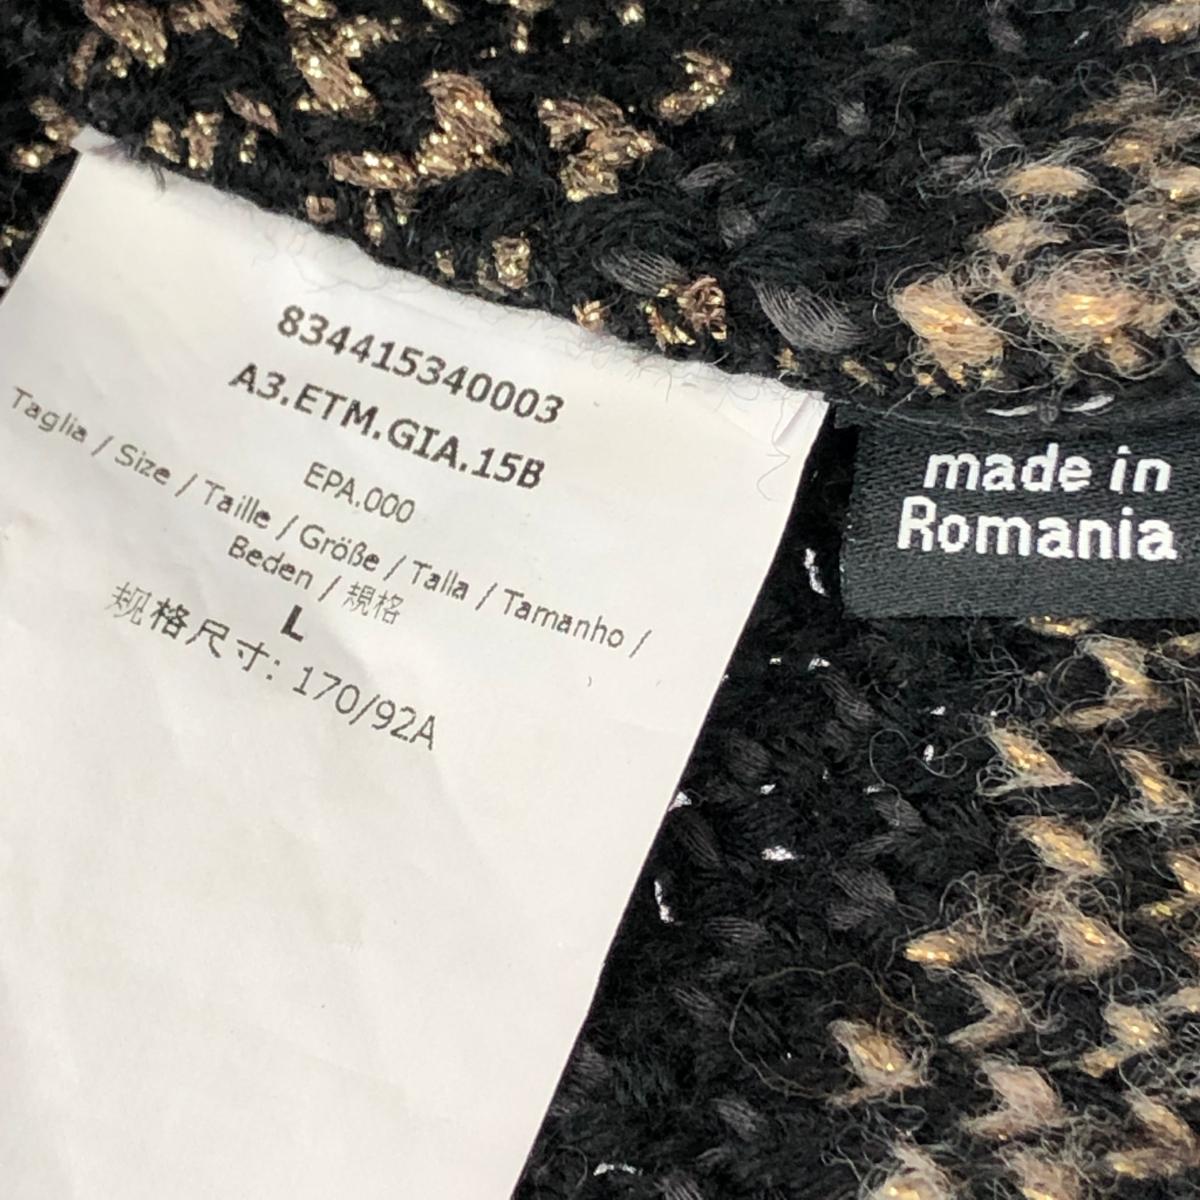 834415340003
A3.ETM.GIA.15B
EPA.000
Taglia / Size / Taille / Größe / Talla / Tamanho /
Beden / 規格
L
规格尺寸: 170/92A
made in
Romania